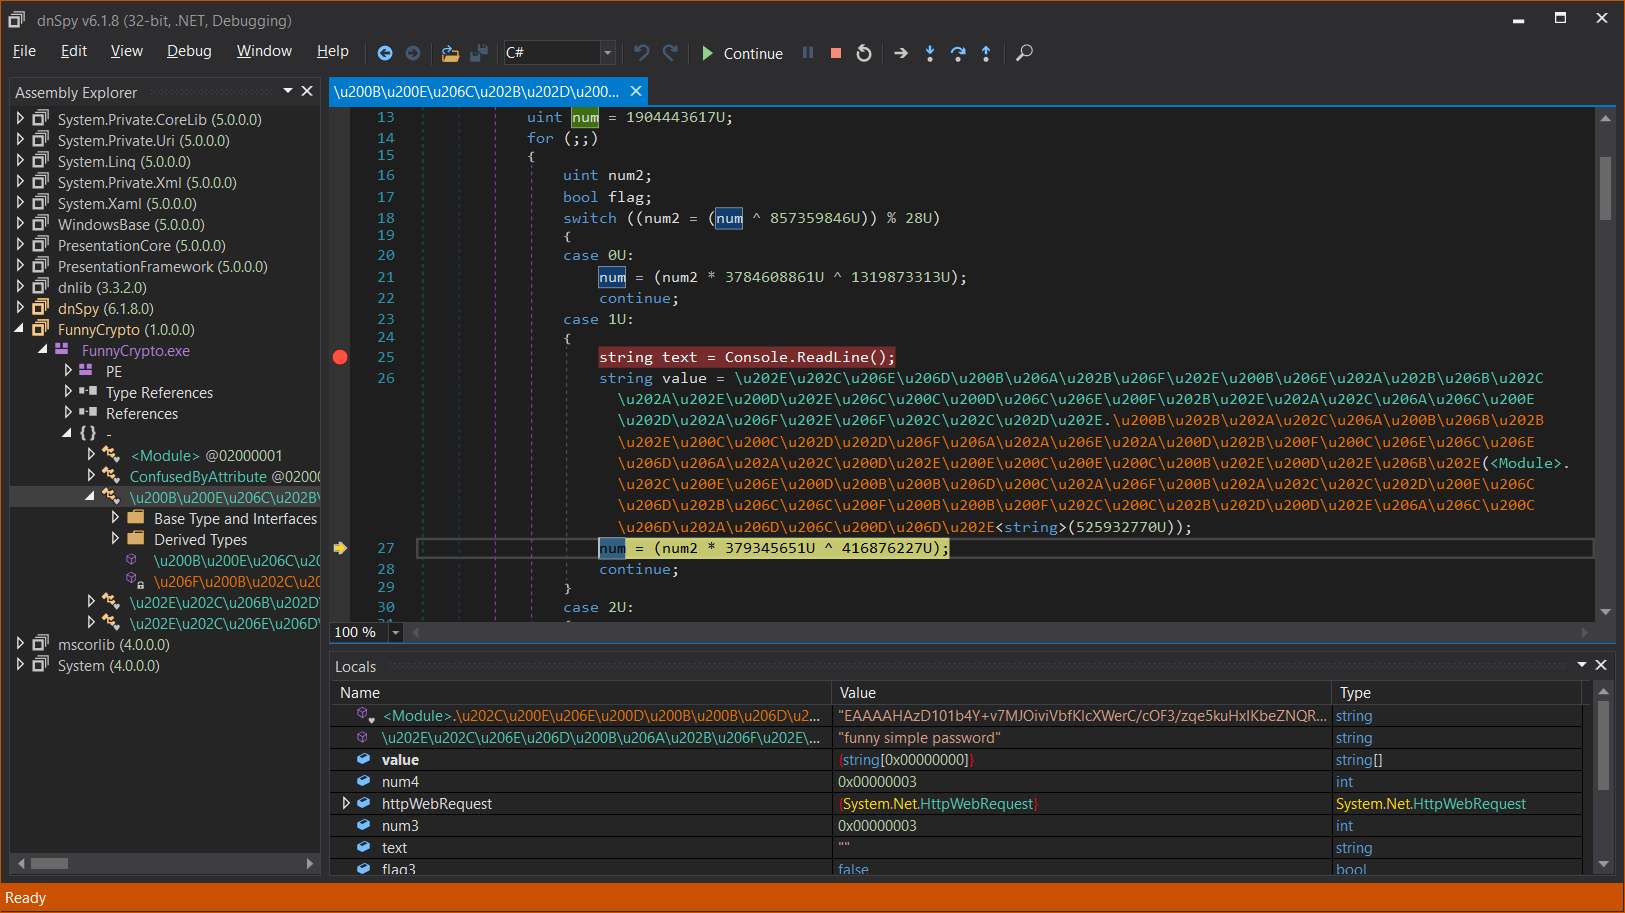 dnSpy v6.1.8 (32-bit, .NET, Debugging)
File Edit View Debug Window Help C# Continue
Assembly Explorer
System.Private.CoreLib (5.0.0.0)
System.Private.Uri (5.0.0.0)
System.Linq (5.0.0.0)
System.Private.Xml (5.0.0.0)
System.Xaml (5.0.0.0)
WindowsBase (5.0.0.0)
PresentationCore (5.0.0.0)
PresentationFramework (5.0.0.0)
dnlib (3.3.2.0)
dnSpy (6.1.8.0)
FunnyCrypto (1.0.0.0)
FunnyCrypto.exe
PE
Type References
References
{ } -
<Module> @02000001
ConfusedByAttribute @0200
\u200B\u200E\u206C\u202B\
Base Type and Interfaces
Derived Types
\u200B\u200E\u206C\u20
\u206F\u200B\u202C\u20
\u202E\u202C\u206B\u202D\
\u202E\u202C\u206E\u206D\
mscorlib (4.0.0.0)
System (4.0.0.0)
\u200B\u200E\u206C\u202B\u202D\u200...
13 uint num = 1904443617U;
14 for (;;)
15 {
16 uint num2;
17 bool flag;
18 switch ((num2 = (num ^ 857359846U)) % 28U)
19 {
20 case 0U:
21 num = (num2 * 3784608861U ^ 1319873313U);
22 continue;
23 case 1U:
24 {
25 string text = Console.ReadLine();
26 string value = \u202E\u202C\u206E\u206D\u200B\u206A\u202B\u206F\u202E\u200B\u206E\u202A\u202B\u206B\u202C
\u202A\u202E\u200D\u202E\u206C\u200C\u200D\u206C\u206E\u200F\u202B\u202E\u202A\u202C\u206A\u206C\u200E
\u202D\u202A\u206F\u202E\u206F\u202C\u202C\u202D\u202E.\u200B\u202B\u202A\u202C\u206A\u200B\u206B\u202B
\u202E\u200C\u200C\u202D\u202D\u206F\u206A\u202A\u206E\u202A\u200D\u202B\u200F\u200C\u206E\u206C\u206E
\u206D\u206A\u202A\u202C\u200D\u202E\u200E\u200C\u200E\u200C\u200B\u202E\u200D\u202E\u206B\u202E(<Module>.
\u202C\u200E\u206E\u200D\u200B\u200B\u206D\u200C\u202A\u206F\u200B\u202A\u202C\u202C\u202D\u200E\u206C
\u206D\u202B\u206C\u206C\u200F\u200B\u200B\u200F\u202C\u200C\u200C\u202B\u202D\u202E\u206A\u200C\u200C
\u206D\u202A\u206D\u206C\u200D\u206D\u202E<string>(525932770U));
27 num = (num2 * 379345651U ^ 416876227U);
28 continue;
29 }
30 case 2U:
100 %
Locals
Name Value Type
<Module>.\u202C\u200E\u206E\u200D\u200B\u200B\u206D\u2... "EAAAAHAzD101b4Y+v7MJOiviVbfKlcXWerC/cOF3/zqe5kuHxIKbeZNQR... string
\u202E\u202C\u206E\u206D\u200B\u206A\u202B\u206F\u202E\... "funny simple password" string
value {string[0x00000000]} string[]
num4 0x00000003 int
httpWebRequest {System.Net.HttpWebRequest} System.Net.HttpWebRequest
num3 0x00000003 int
text "" string
flag3 false bool
Ready